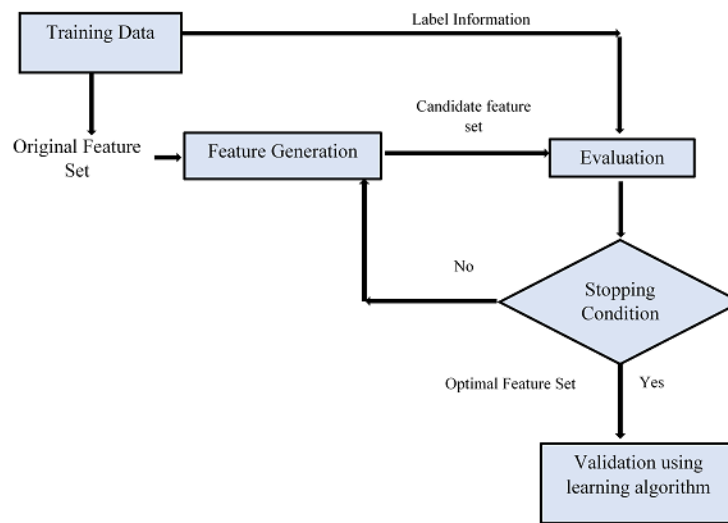 Label Information
Training Data
Candidate feature
set
Original Feature
Set
Feature Generation
Evaluation
No
Stopping
Condition
Optimal Feature Set
Yes
Validation using
learning algorithm